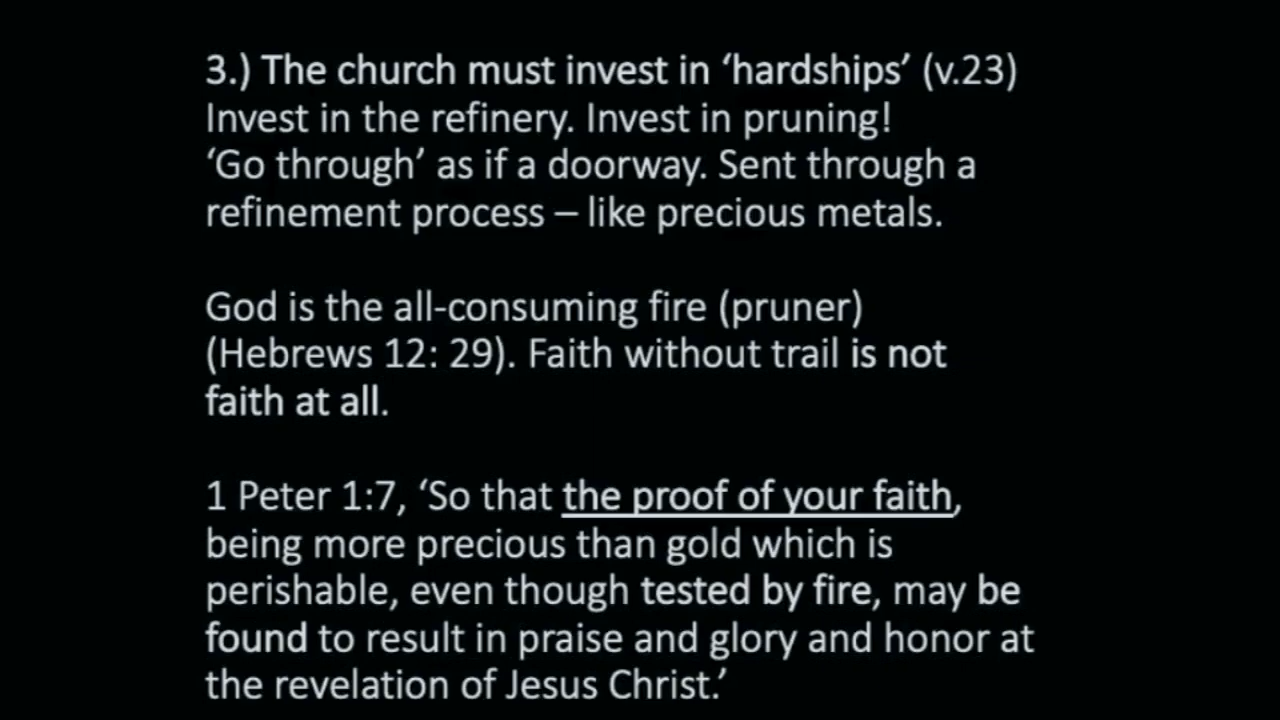 3.) The church must invest in ‘hardships’ (v.23)
Invest in the refinery. Invest in pruning!
‘Go through’ as if a doorway. Sent through a
refinement process – like precious metals.
God is the all-consuming fire (pruner)
(Hebrews 12: 29). Faith without trail is not
faith at all.
1 Peter 1:7, ‘So that the proof of your faith,
being more precious than gold which is
perishable, even though tested by fire, may be
found to result in praise and glory and honor at
the revelation of Jesus Christ.’